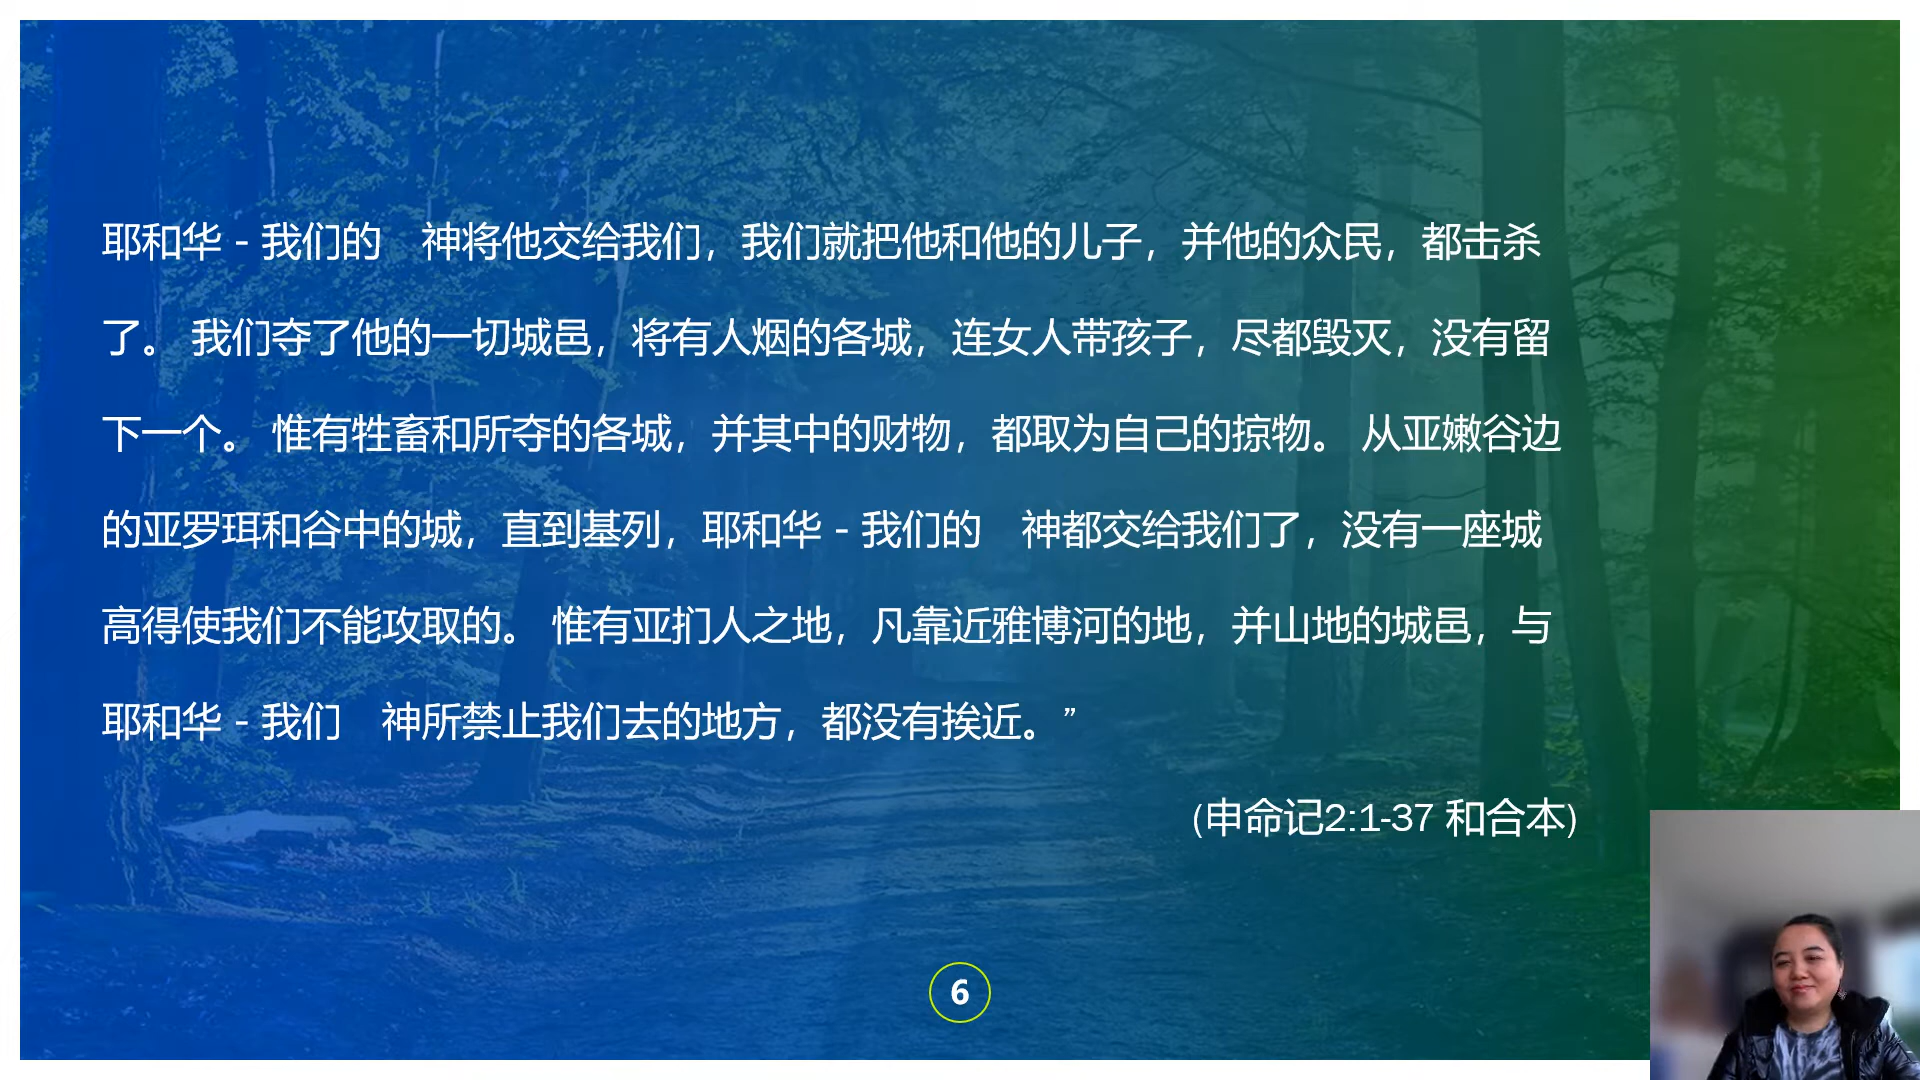 耶和华－我们的　神将他交给我们，我们就把他和他的儿子，并他的众民，都击杀
了。 我们夺了他的一切城邑，将有人烟的各城，连女人带孩子，尽都毁灭，没有留
下一个。 惟有牲畜和所夺的各城，并其中的财物，都取为自己的掠物。 从亚嫩谷边
的亚罗珥和谷中的城，直到基列，耶和华－我们的　神都交给我们了，没有一座城
高得使我们不能攻取的。 惟有亚扪人之地，凡靠近雅博河的地，并山地的城邑，与
耶和华－我们　神所禁止我们去的地方，都没有挨近。”
(申命记2:1-37 和合本)
6